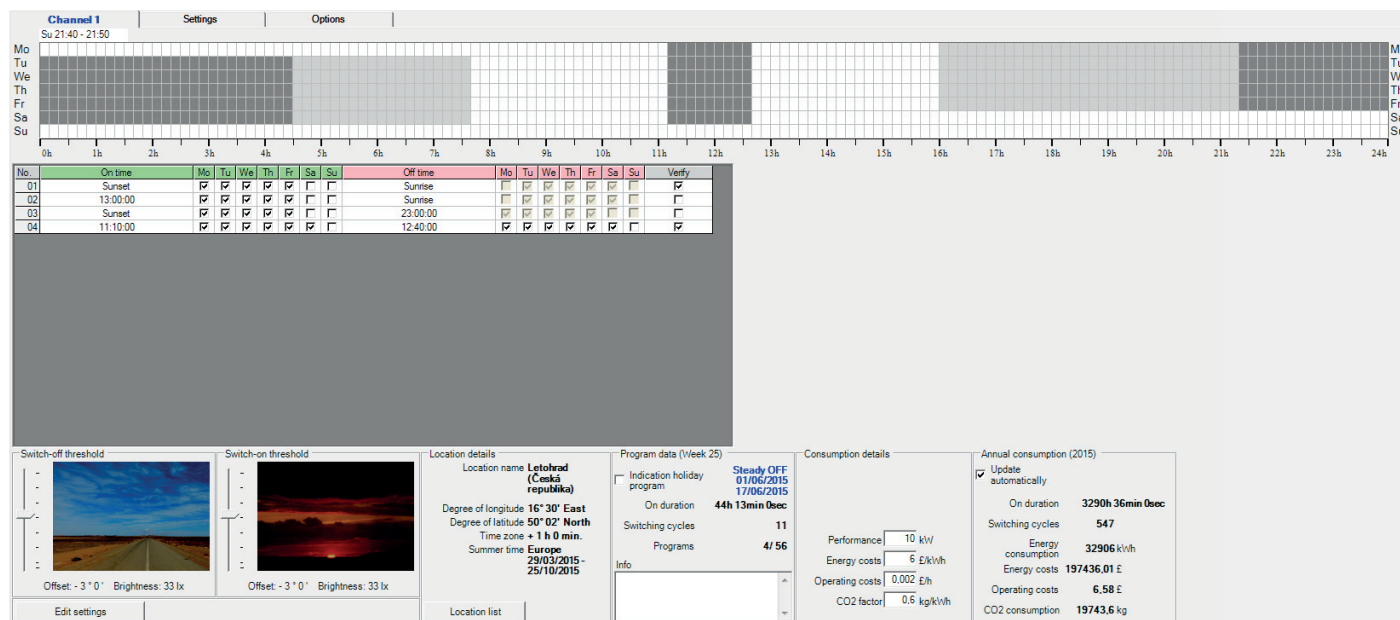 Channel 1 Settings Options
Su 21:40 - 21:50
Mo
Tu
We
Th
Fr
Sa
Su
0h 1h 2h 3h 4h 5h 6h 7h 8h 9h 10h 11h 12h 13h 14h 15h 16h 17h 18h 19h 20h 21h 22h 23h 24h
No. On time Mo Tu We Th Fr Sa Su Off time Mo Tu We Th Fr Sa Su Verify
01 Sunset Sunrise
02 13:00:00 Sunrise
03 Sunset 23:00:00
04 11:10:00 12:40:00
Switch-off threshold
Offset: - 3 ° 0 ' Brightness: 33 lx
Edit settings
Switch-on threshold
Offset: - 3 ° 0 ' Brightness: 33 lx
Location details
Location name Letohrad
(Česká
republika)
Degree of longitude 16° 30' East
Degree of latitude 50° 02' North
Time zone + 1 h 0 min.
Summer time Europe
29/03/2015 -
25/10/2015
Location list
Program data (Week 25)
Indication holiday
program
Steady OFF
01/06/2015
17/06/2015
On duration 44h 13min 0sec
Switching cycles 11
Programs 4/ 56
Info
Consumption details
Performance 10 kW
Energy costs 6 £/kWh
Operating costs 0,002 £/h
CO2 factor 0,6 kg/kWh
Annual consumption (2015)
Update
automatically
On duration 3290h 36min 0sec
Switching cycles 547
Energy
consumption 32906 kWh
Energy costs 197436,01 £
Operating costs 6,58 £
CO2 consumption 19743,6 kg